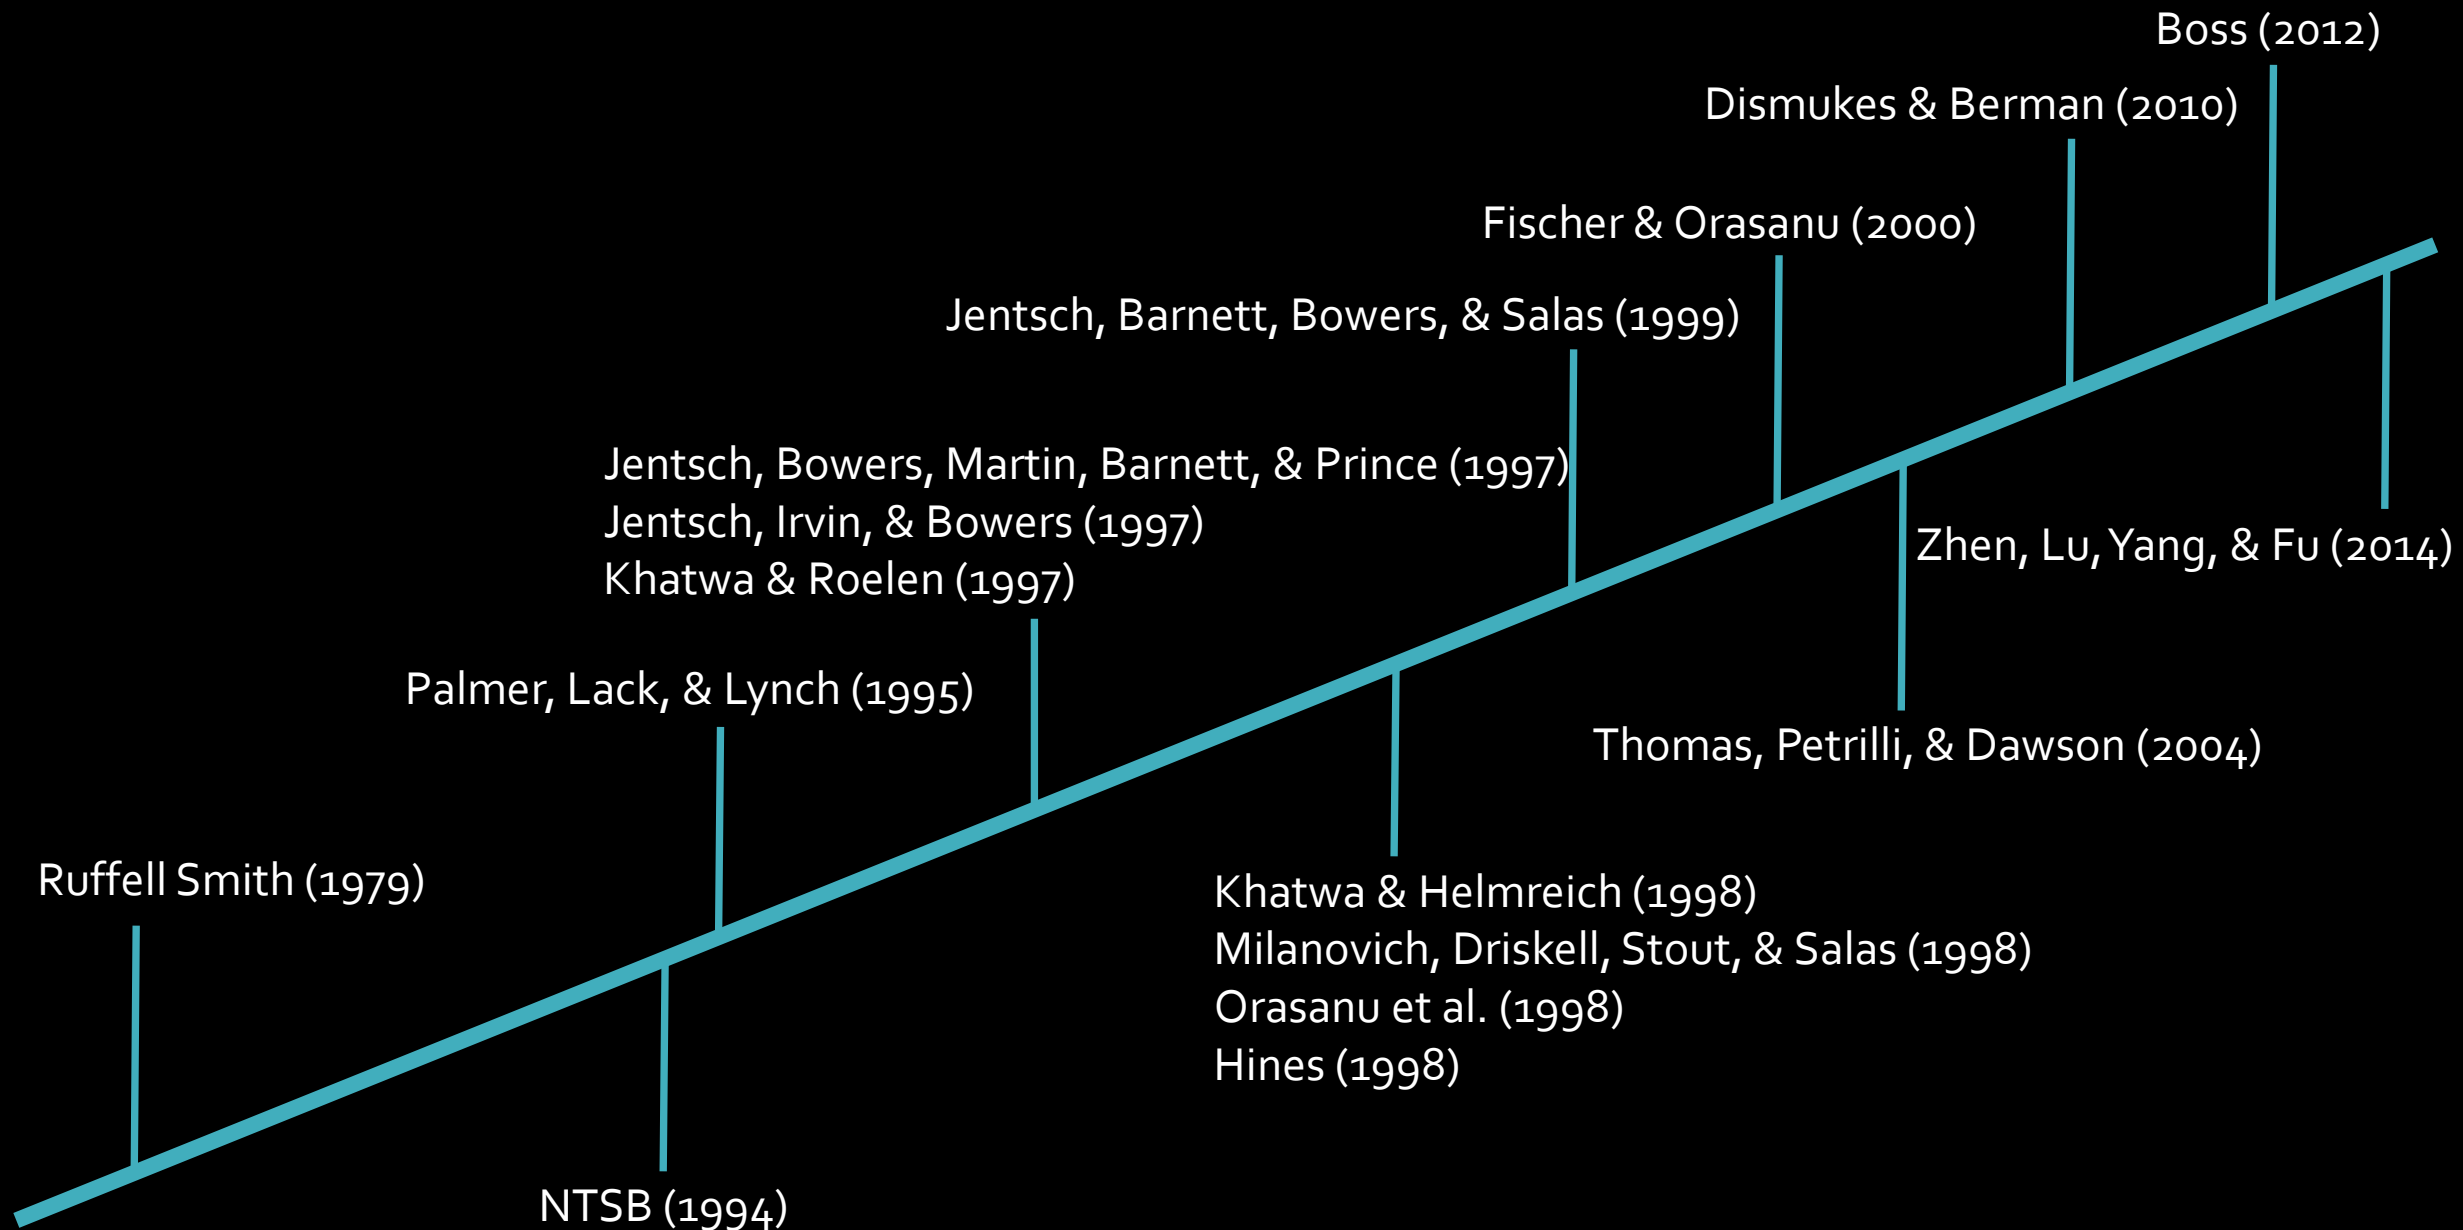 Boss (2012)
Dismukes & Berman (2010)
Fischer & Orasanu (2000)
Jentsch, Barnett, Bowers, & Salas (1999)
Jentsch, Bowers, Martin, Barnett, & Prince (1997)
Jentsch, Irvin, & Bowers (1997)
Khatwa & Roelen (1997)
Zhen, Lu, Yang, & Fu (2014)
Palmer, Lack, & Lynch (1995)
Thomas, Petrilli, & Dawson (2004)
Ruffell Smith (1979)
Khatwa & Helmreich (1998)
Milanovich, Driskell, Stout, & Salas (1998)
Orasanu et al. (1998)
Hines (1998)
NTSB (1994)